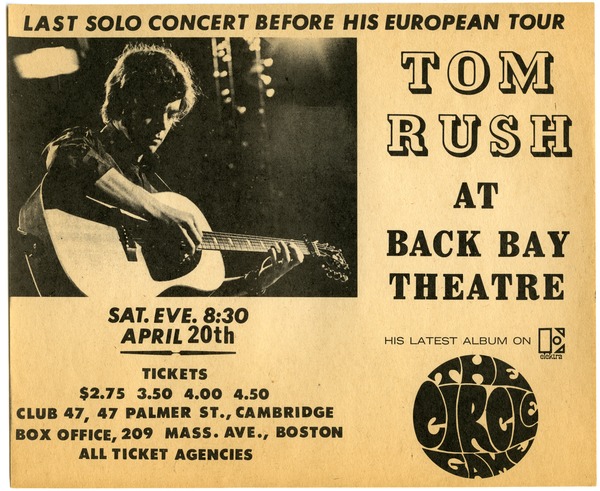 LAST SOLO CONCERT BEFORE HIS EUROPEAN TOUR
TOM
RUSH
AT
BACK BAY
THEATRE
SAT. EVE. 8:30
APRIL 20th
TICKETS
$2.75 3.50 4.00 4.50
CLUB 47, 47 PALMER ST., CAMBRIDGE
BOX OFFICE, 209 MASS. AVE., BOSTON
ALL TICKET AGENCIES
HIS LATEST ALBUM ON
elektra
THE
CIRCLE
GAME